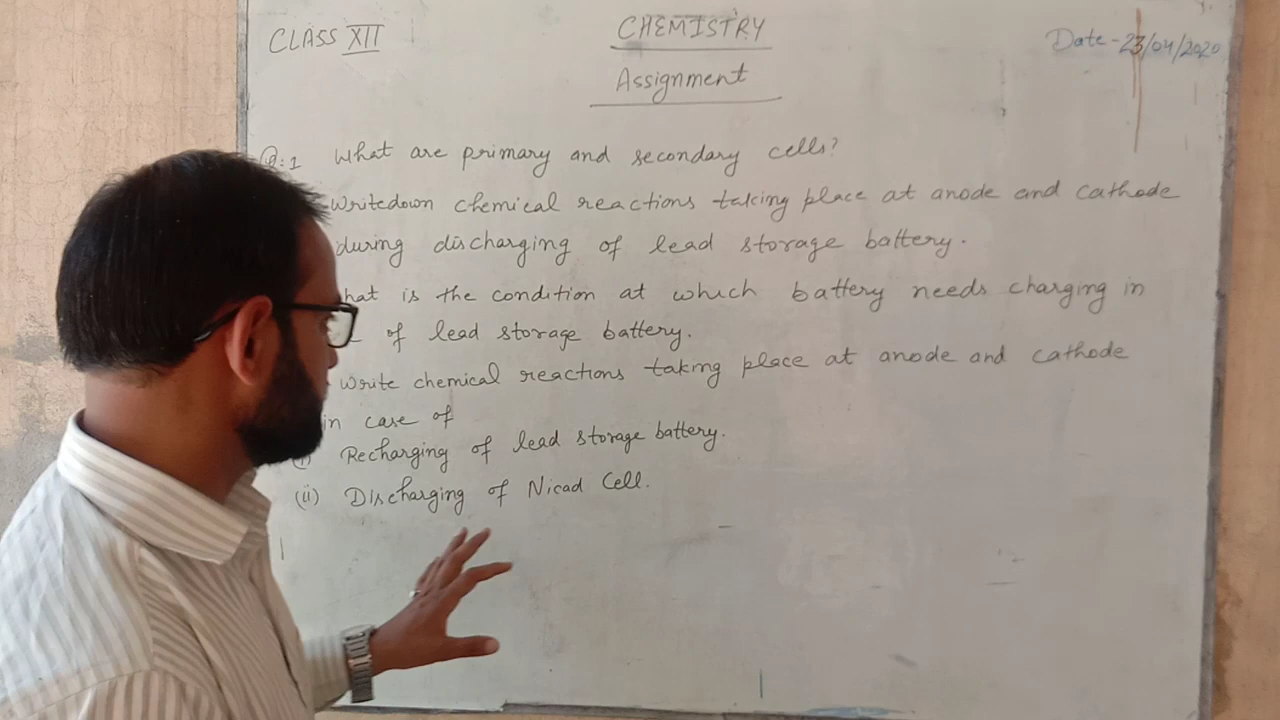 CLASS XII
CHEMISTRY
Date-23/04/2020
Assignment
Q:1 What are primary and secondary cells?
Writedown chemical reactions taking place at anode and cathode
during discharging of lead storage battery.
hat is the condition at which battery needs charging in
of lead storage battery.
Write chemical reactions taking place at anode and cathode
in case of
(i) Recharging of lead storage battery.
(ii) Discharging of Nicad Cell.